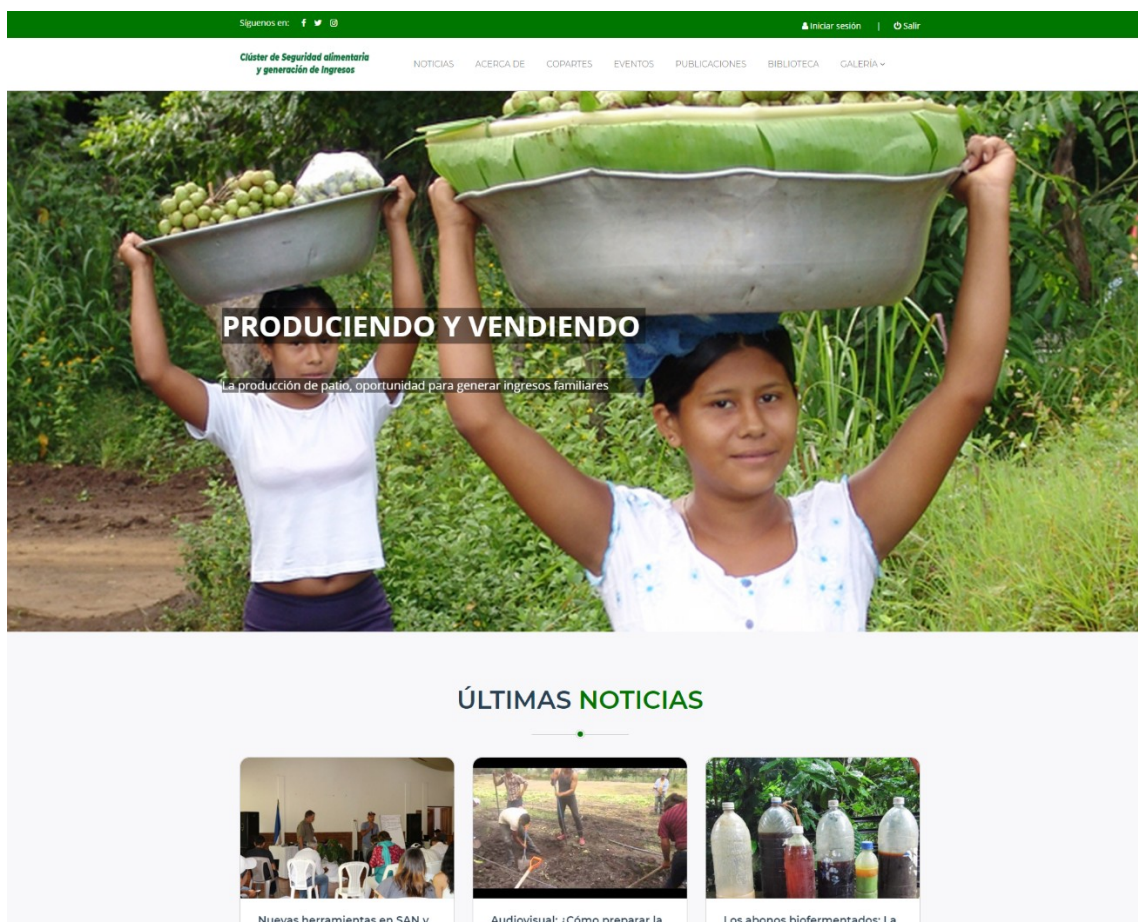 Síguenos en:
Iniciar sesión | Salir
Clúster de Seguridad alimentaria
y generación de Ingresos
NOTICIAS ACERCA DE COPARTES EVENTOS PUBLICACIONES BIBLIOTECA GALERÍA
PRODUCIENDO Y VENDIENDO
La producción de patio, oportunidad para generar ingresos familiares
ÚLTIMAS NOTICIAS
Nuevas herramientas en SAN y
Audiovisual: ¿Cómo preparar la
Los abonos biofermentados: La